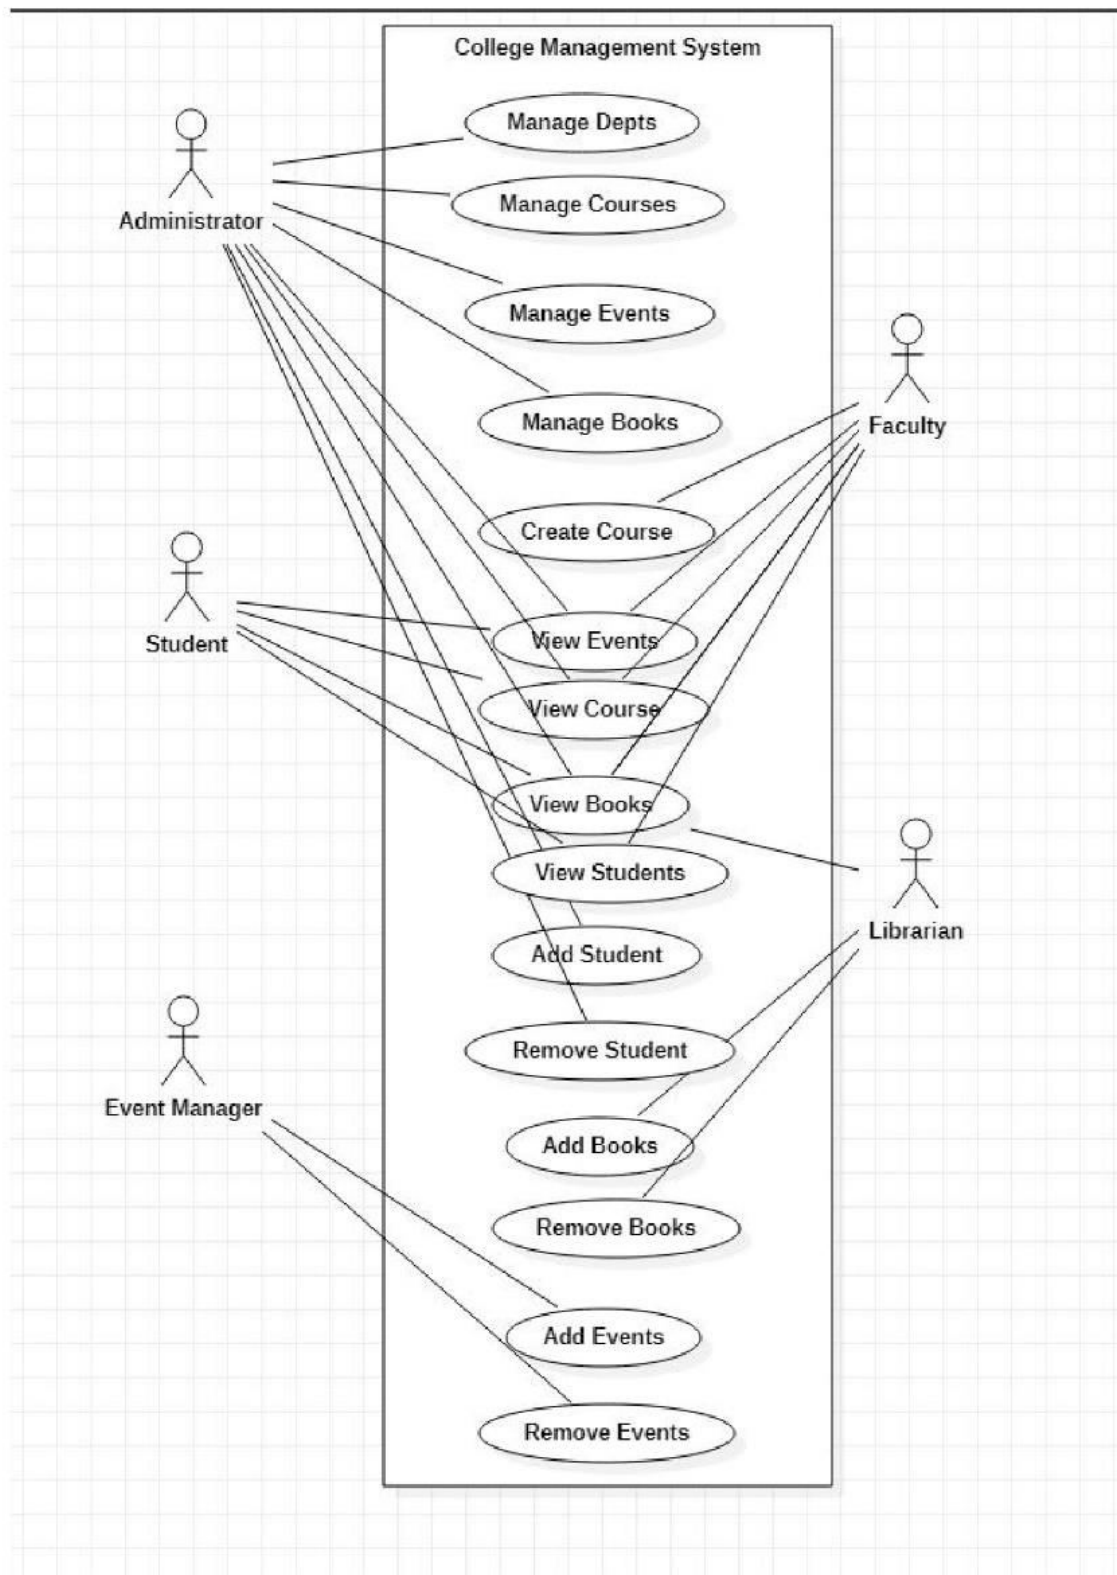 College Management System
Manage Depts
Manage Courses
Administrator
Manage Events
Manage Books
Faculty
Create Course
View Events
Student
View Course
View Books
View Students
Librarian
Add Student
Remove Student
Event Manager
Add Books
Remove Books
Add Events
Remove Events